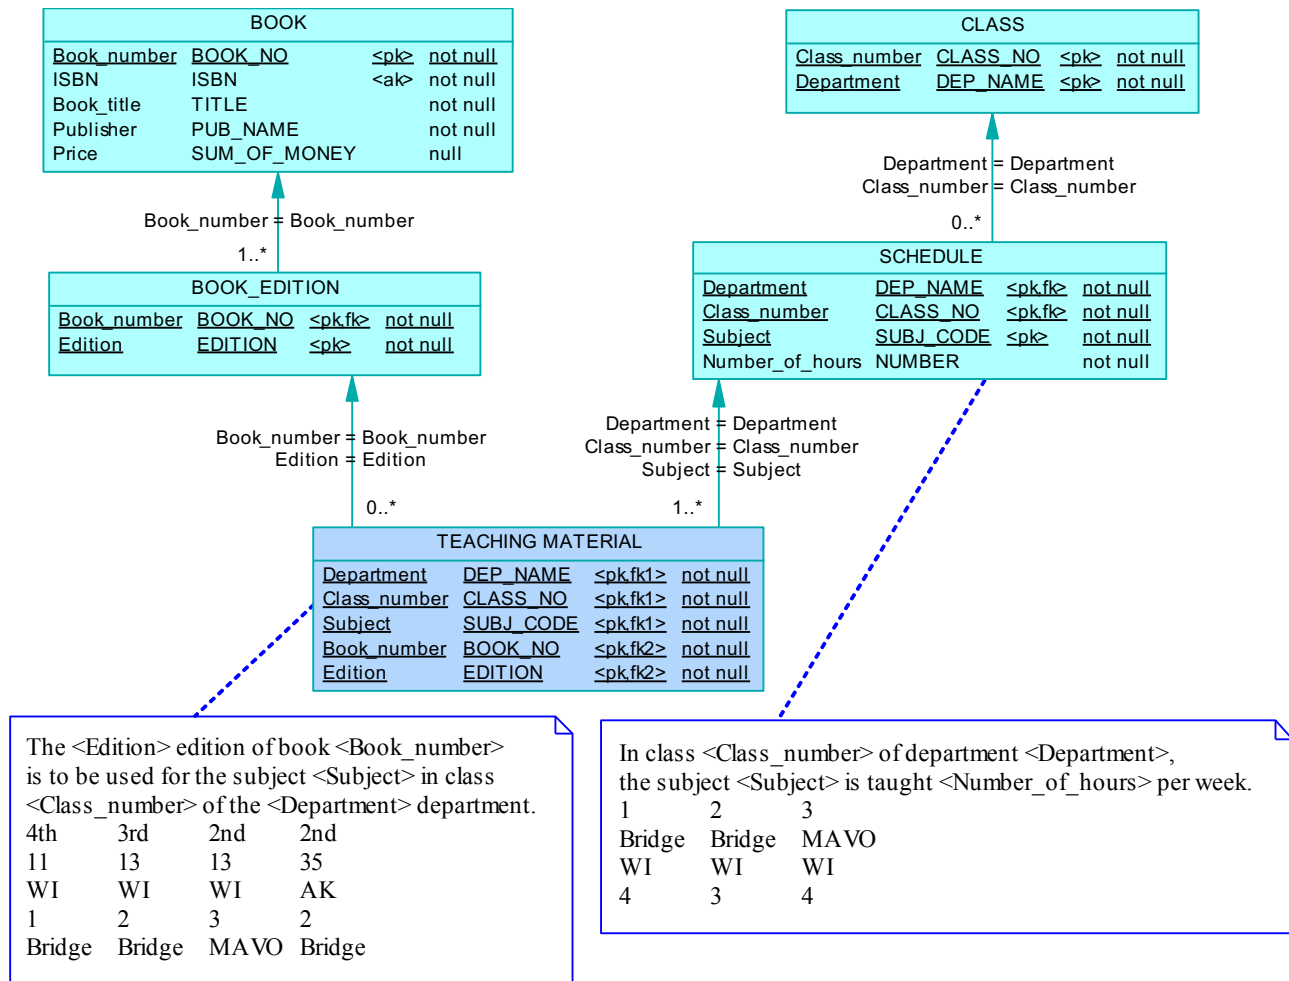 BOOK
Book_number BOOK_NO <pk> not null
ISBN ISBN <ak> not null
Book_title TITLE not null
Publisher PUB_NAME not null
Price SUM_OF_MONEY null
CLASS
Class_number CLASS_NO <pk> not null
Department DEP_NAME <pk> not null
Book_number = Book_number
1..*
Department = Department
Class_number = Class_number
0..*
BOOK_EDITION
Book_number BOOK_NO <pk,fk> not null
Edition EDITION <pk> not null
SCHEDULE
Department DEP_NAME <pk,fk> not null
Class_number CLASS_NO <pk,fk> not null
Subject SUBJ_CODE <pk> not null
Number_of_hours NUMBER not null
Book_number = Book_number
Edition = Edition
0..*
Department = Department
Class_number = Class_number
Subject = Subject
1..*
TEACHING MATERIAL
Department DEP_NAME <pk,fk1> not null
Class_number CLASS_NO <pk,fk1> not null
Subject SUBJ_CODE <pk,fk1> not null
Book_number BOOK_NO <pk,fk2> not null
Edition EDITION <pk,fk2> not null
The <Edition> edition of book <Book_number>
is to be used for the subject <Subject> in class
<Class_number> of the <Department> department.
4th 3rd 2nd 2nd
11 13 13 35
WI WI WI AK
1 2 3 2
Bridge Bridge MAVO Bridge
In class <Class_number> of department <Department>,
the subject <Subject> is taught <Number_of_hours> per week.
1 2 3
Bridge Bridge MAVO
WI WI WI
4 3 4